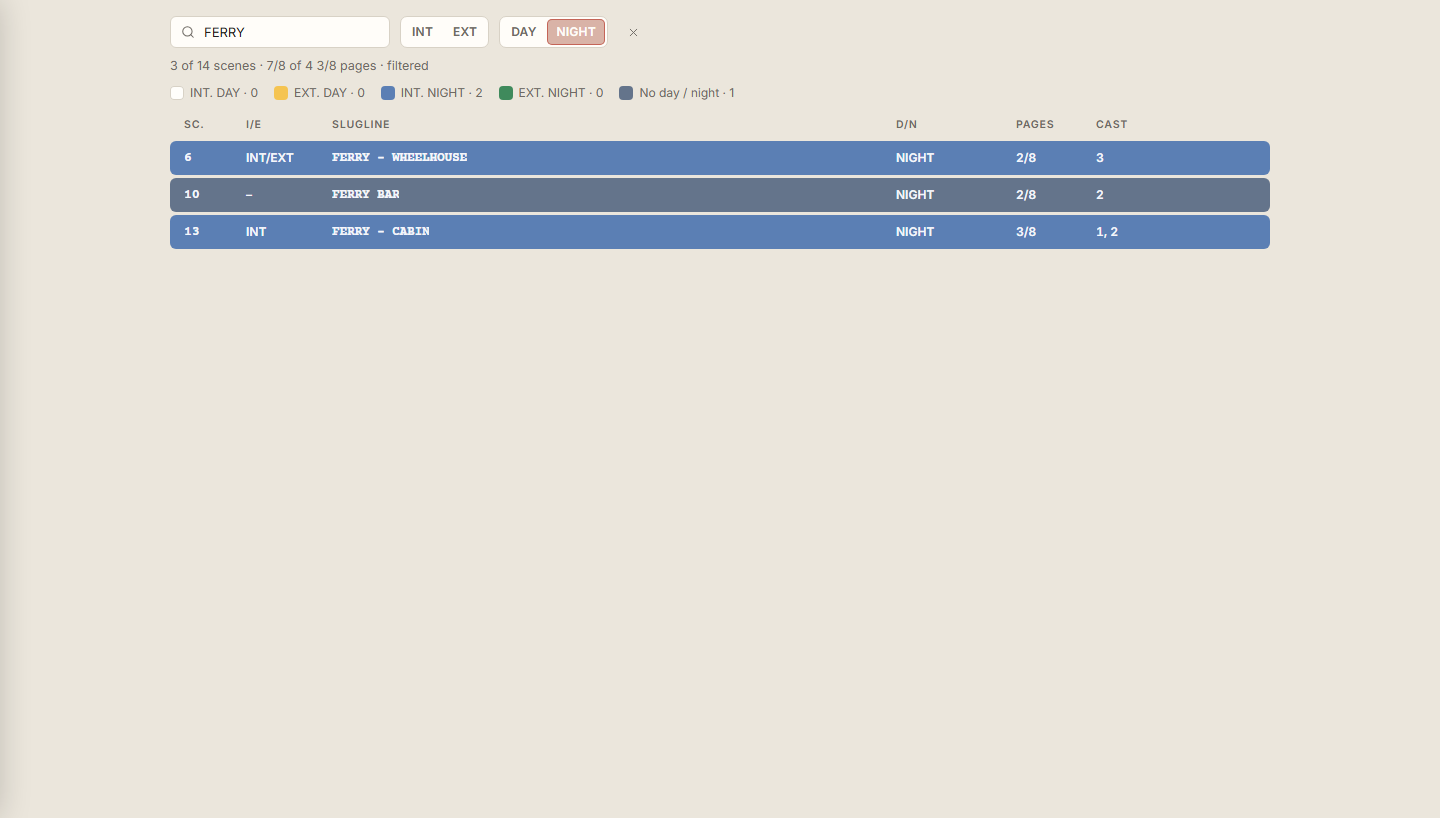 FERRY INT EXT DAY NIGHT ×
3 of 14 scenes · 7/8 of 4 3/8 pages · filtered
INT. DAY · 0 EXT. DAY · 0 INT. NIGHT · 2 EXT. NIGHT · 0 No day / night · 1
SC. I/E SLUGLINE D/N PAGES CAST
6 INT/EXT FERRY - WHEELHOUSE NIGHT 2/8 3
10 – FERRY BAR NIGHT 2/8 2
13 INT FERRY - CABIN NIGHT 3/8 1, 2